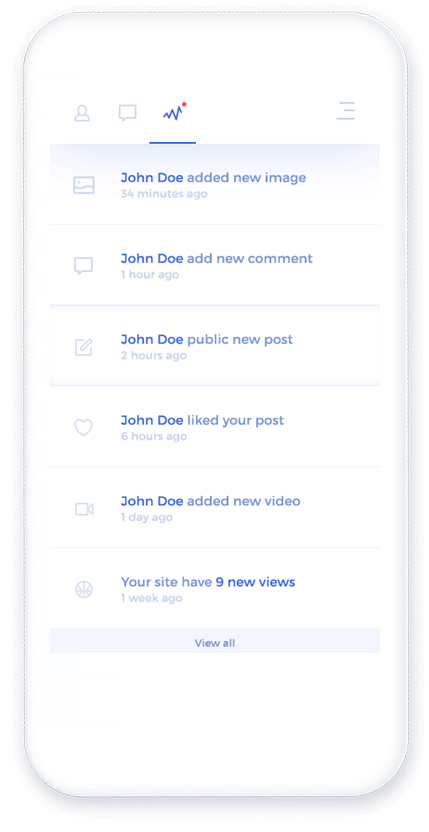 John Doe added new image
34 minutes ago
John Doe add new comment
1 hour ago
John Doe public new post
2 hours ago
John Doe liked your post
6 hours ago
John Doe added new video
1 day ago
Your site have 9 new views
1 week ago
View all